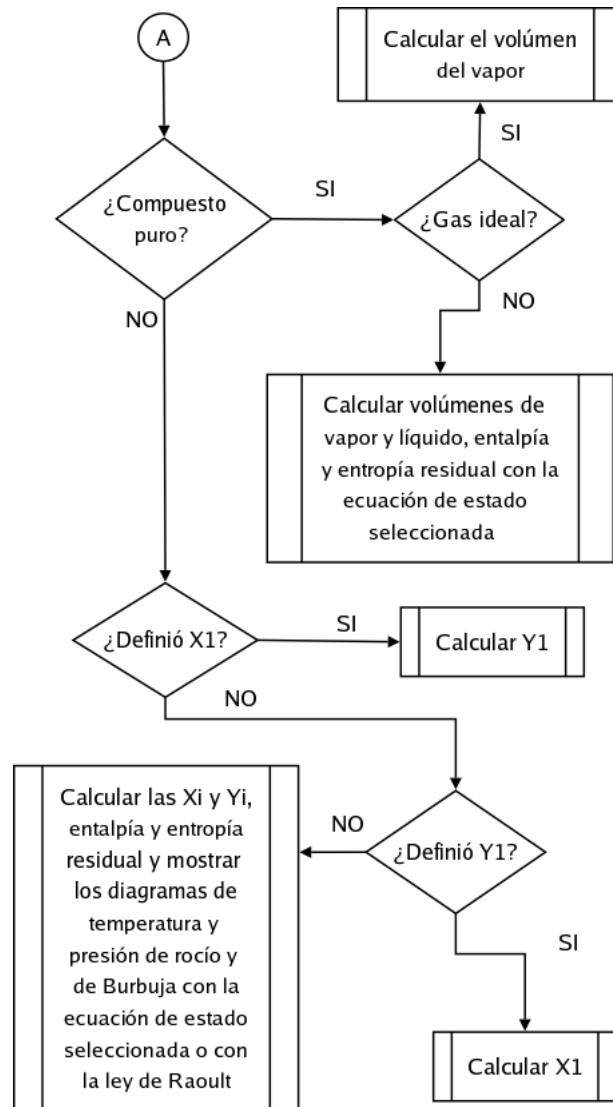 A
Calcular el volúmen
del vapor
SI
¿Compuesto
puro?
SI
¿Gas ideal?
NO
NO
Calcular volúmenes de
vapor y líquido, entalpía
y entropía residual con la
ecuación de estado
seleccionada
¿Definió X1?
SI
Calcular Y1
NO
Calcular las Xi y Yi,
entalpía y entropía
residual y mostrar
los diagramas de
temperatura y
presión de rocío y
de Burbuja con la
ecuación de estado
seleccionada o con
la ley de Raoult
NO
¿Definió Y1?
SI
Calcular X1